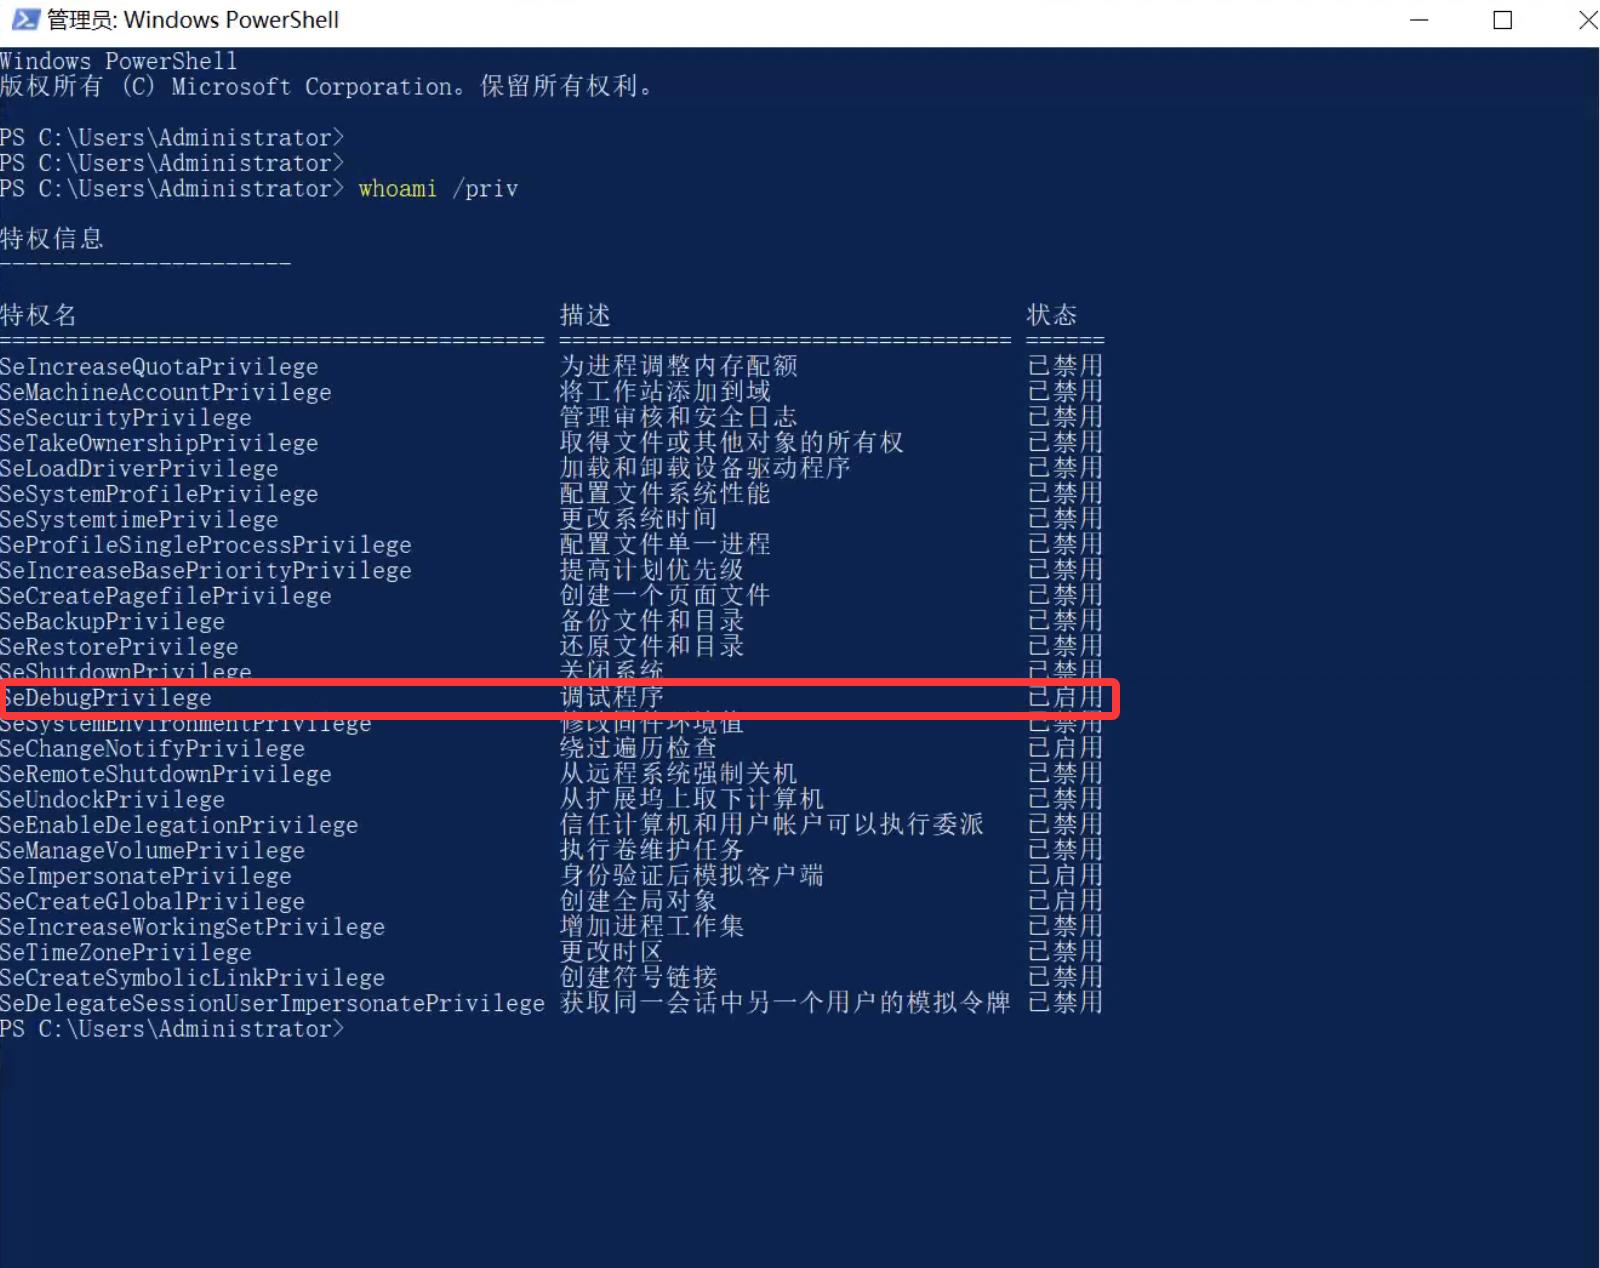 管理员: Windows PowerShell
Windows PowerShell
版权所有 (C) Microsoft Corporation。保留所有权利。
PS C:\Users\Administrator>
PS C:\Users\Administrator>
PS C:\Users\Administrator> whoami /priv
特权信息
----------------------
特权名 描述 状态
========================================= ================================== ======
SeIncreaseQuotaPrivilege 为进程调整内存配额 已禁用
SeMachineAccountPrivilege 将工作站添加到域 已禁用
SeSecurityPrivilege 管理审核和安全日志 已禁用
SeTakeOwnershipPrivilege 取得文件或其他对象的所有权 已禁用
SeLoadDriverPrivilege 加载和卸载设备驱动程序 已禁用
SeSystemProfilePrivilege 配置文件系统性能 已禁用
SeSystemtimePrivilege 更改系统时间 已禁用
SeProfileSingleProcessPrivilege 配置文件单一进程 已禁用
SeIncreaseBasePriorityPrivilege 提高计划优先级 已禁用
SeCreatePagefilePrivilege 创建一个页面文件 已禁用
SeBackupPrivilege 备份文件和目录 已禁用
SeRestorePrivilege 还原文件和目录 已禁用
SeShutdownPrivilege 关闭系统 已禁用
SeDebugPrivilege 调试程序 已启用
SeSystemEnvironmentPrivilege 修改固件环境值 已禁用
SeChangeNotifyPrivilege 绕过遍历检查 已启用
SeRemoteShutdownPrivilege 从远程系统强制关机 已禁用
SeUndockPrivilege 从扩展坞上取下计算机 已禁用
SeEnableDelegationPrivilege 信任计算机和用户帐户可以执行委派 已禁用
SeManageVolumePrivilege 执行卷维护任务 已禁用
SeImpersonatePrivilege 身份验证后模拟客户端 已启用
SeCreateGlobalPrivilege 创建全局对象 已启用
SeIncreaseWorkingSetPrivilege 增加进程工作集 已禁用
SeTimeZonePrivilege 更改时区 已禁用
SeCreateSymbolicLinkPrivilege 创建符号链接 已禁用
SeDelegateSessionUserImpersonatePrivilege 获取同一会话中另一个用户的模拟令牌 已禁用
PS C:\Users\Administrator>